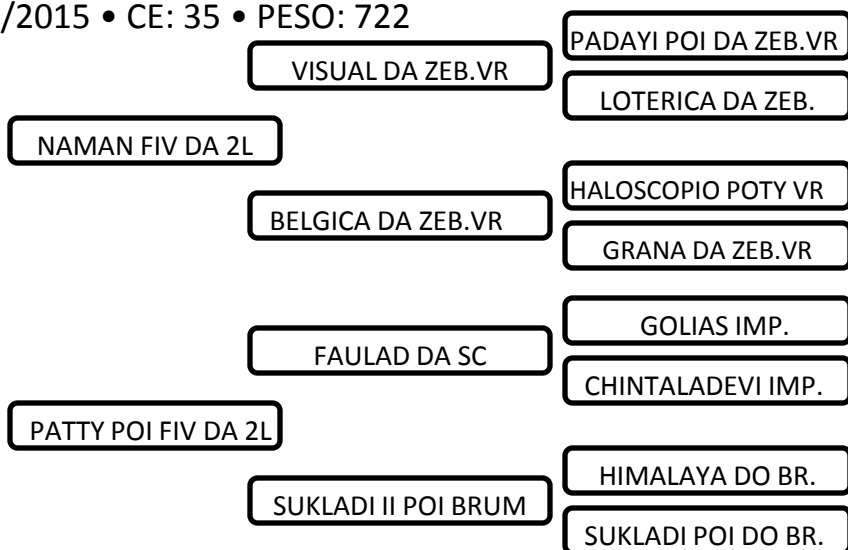 /2015 • CE: 35 • PESO: 722
PADAYI POI DA ZEB.VR
VISUAL DA ZEB.VR
LOTERICA DA ZEB.
NAMAN FIV DA 2L
HALOSCOPIO POTY VR
BELGICA DA ZEB.VR
GRANA DA ZEB.VR
GOLIAS IMP.
FAULAD DA SC
CHINTALADEVI IMP.
PATTY POI FIV DA 2L
HIMALAYA DO BR.
SUKLADI II POI BRUM
SUKLADI POI DO BR.